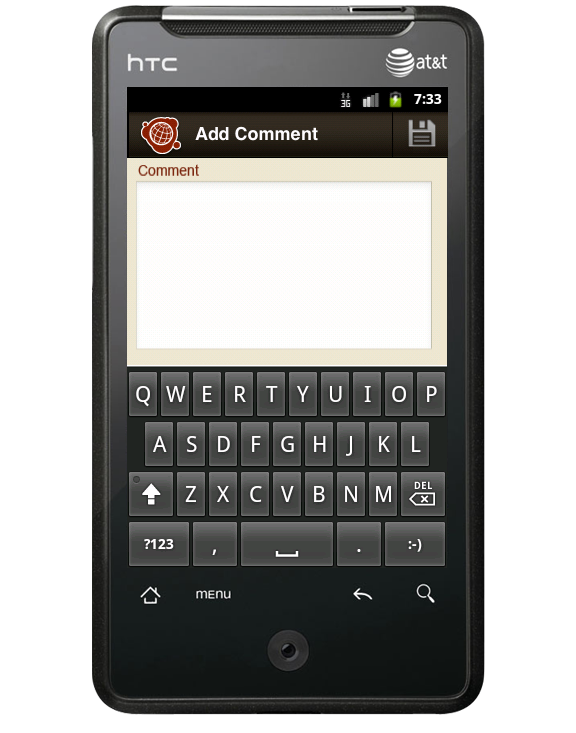 hTC
at&t
3G 7:33
Add Comment
Comment
Q W E R T Y U I O P
A S D F G H J K L
Z X C V B N M DEL
?123 , . :-)
MENU